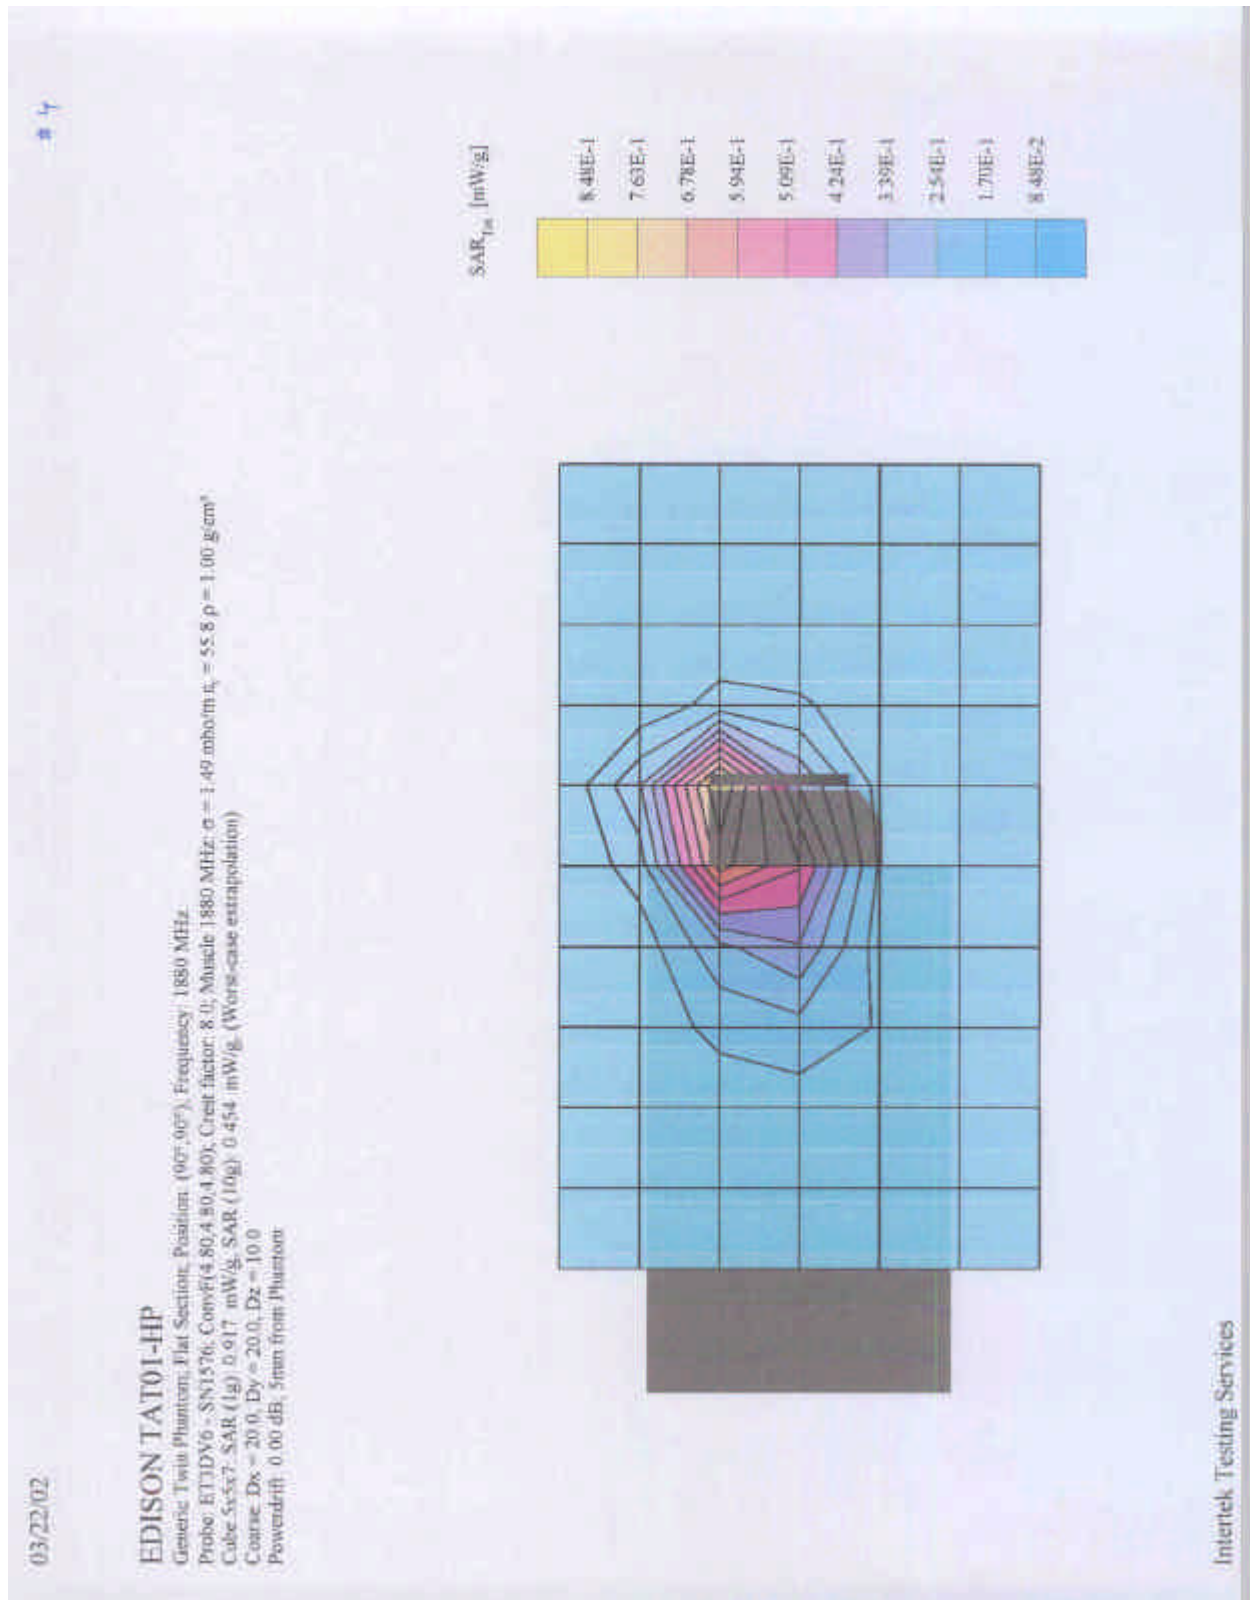 03/22/02
# 4
EDISON TAT01-HP
Generic Twin Phantom; Flat Section; Position: (90°,90°); Frequency: 1880 MHz
Probe: ET3DV6 - SN1576; ConvF(4.80,4.80,4.80); Crest factor: 8.0; Muscle 1880 MHz: σ = 1.49 mho/m εr = 55.8 ρ = 1.00 g/cm³
Cube 5x5x7: SAR (1g): 0.917 mW/g, SAR (10g): 0.454 mW/g, (Worst-case extrapolation)
Coarse: Dx = 20.0, Dy = 20.0, Dz = 10.0
Powerdrift: 0.00 dB, 5mm from Phantom
SARTot [mW/g]
8.48E-1
7.63E-1
6.78E-1
5.94E-1
5.09E-1
4.24E-1
3.39E-1
2.54E-1
1.70E-1
8.48E-2
Intertek Testing Services